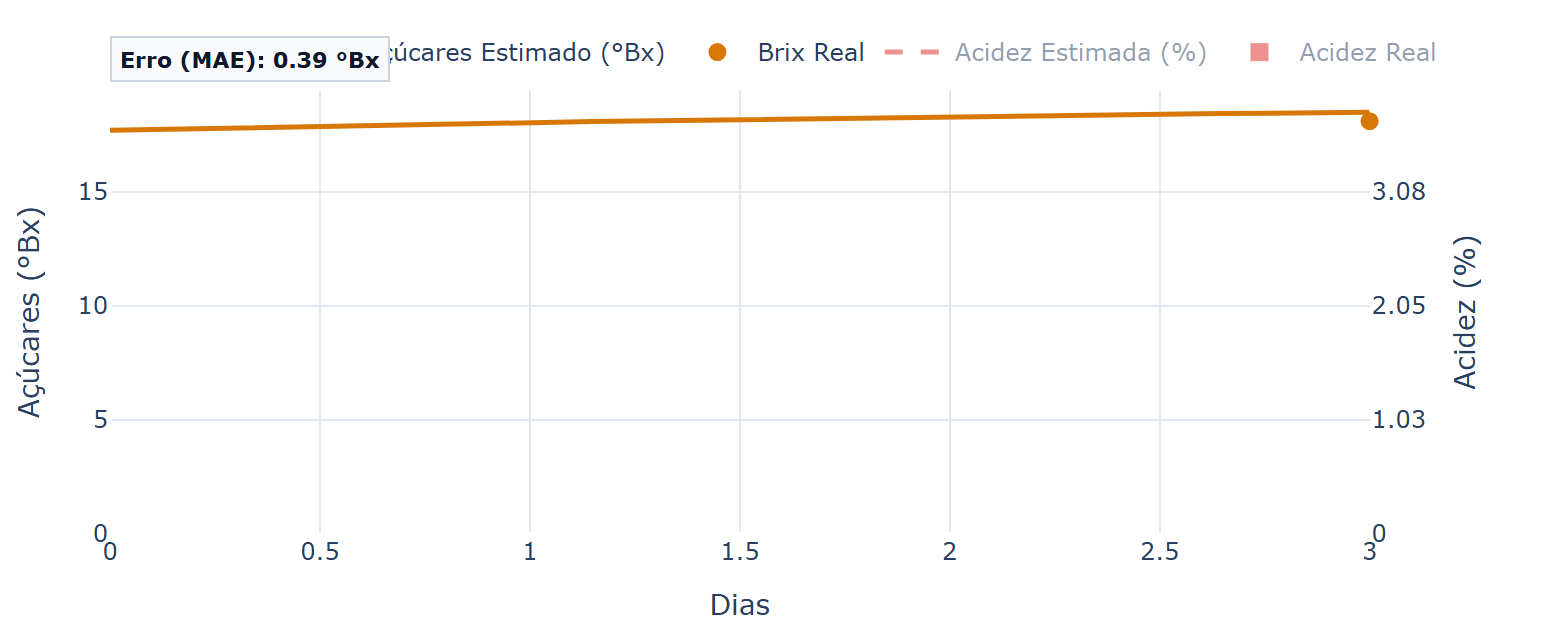 Erro (MAE): 0.39 ºBx
çúcares Estimado (°Bx)
Brix Real
Acidez Estimada (%)
Acidez Real
15
10
5
0
Açúcares (°Bx)
3.08
2.05
1.03
0
Acidez (%)
0
0.5
1
1.5
2
2.5
3
Dias